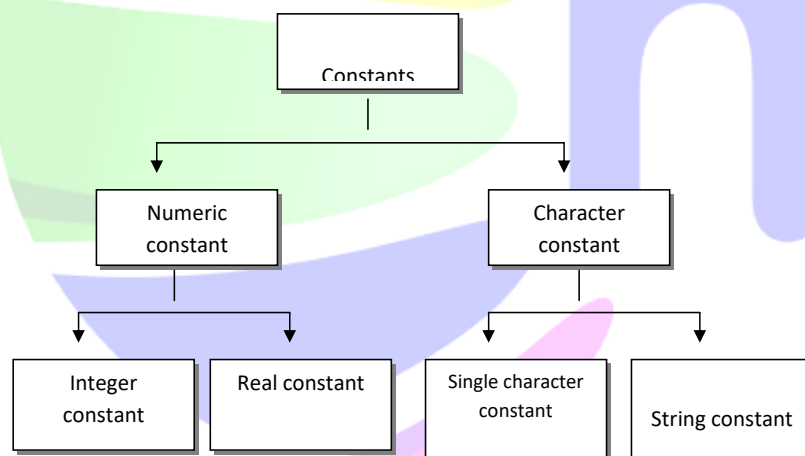 Constants
Numeric
constant
Character
constant
Integer
constant
Real constant
Single character
constant
String constant